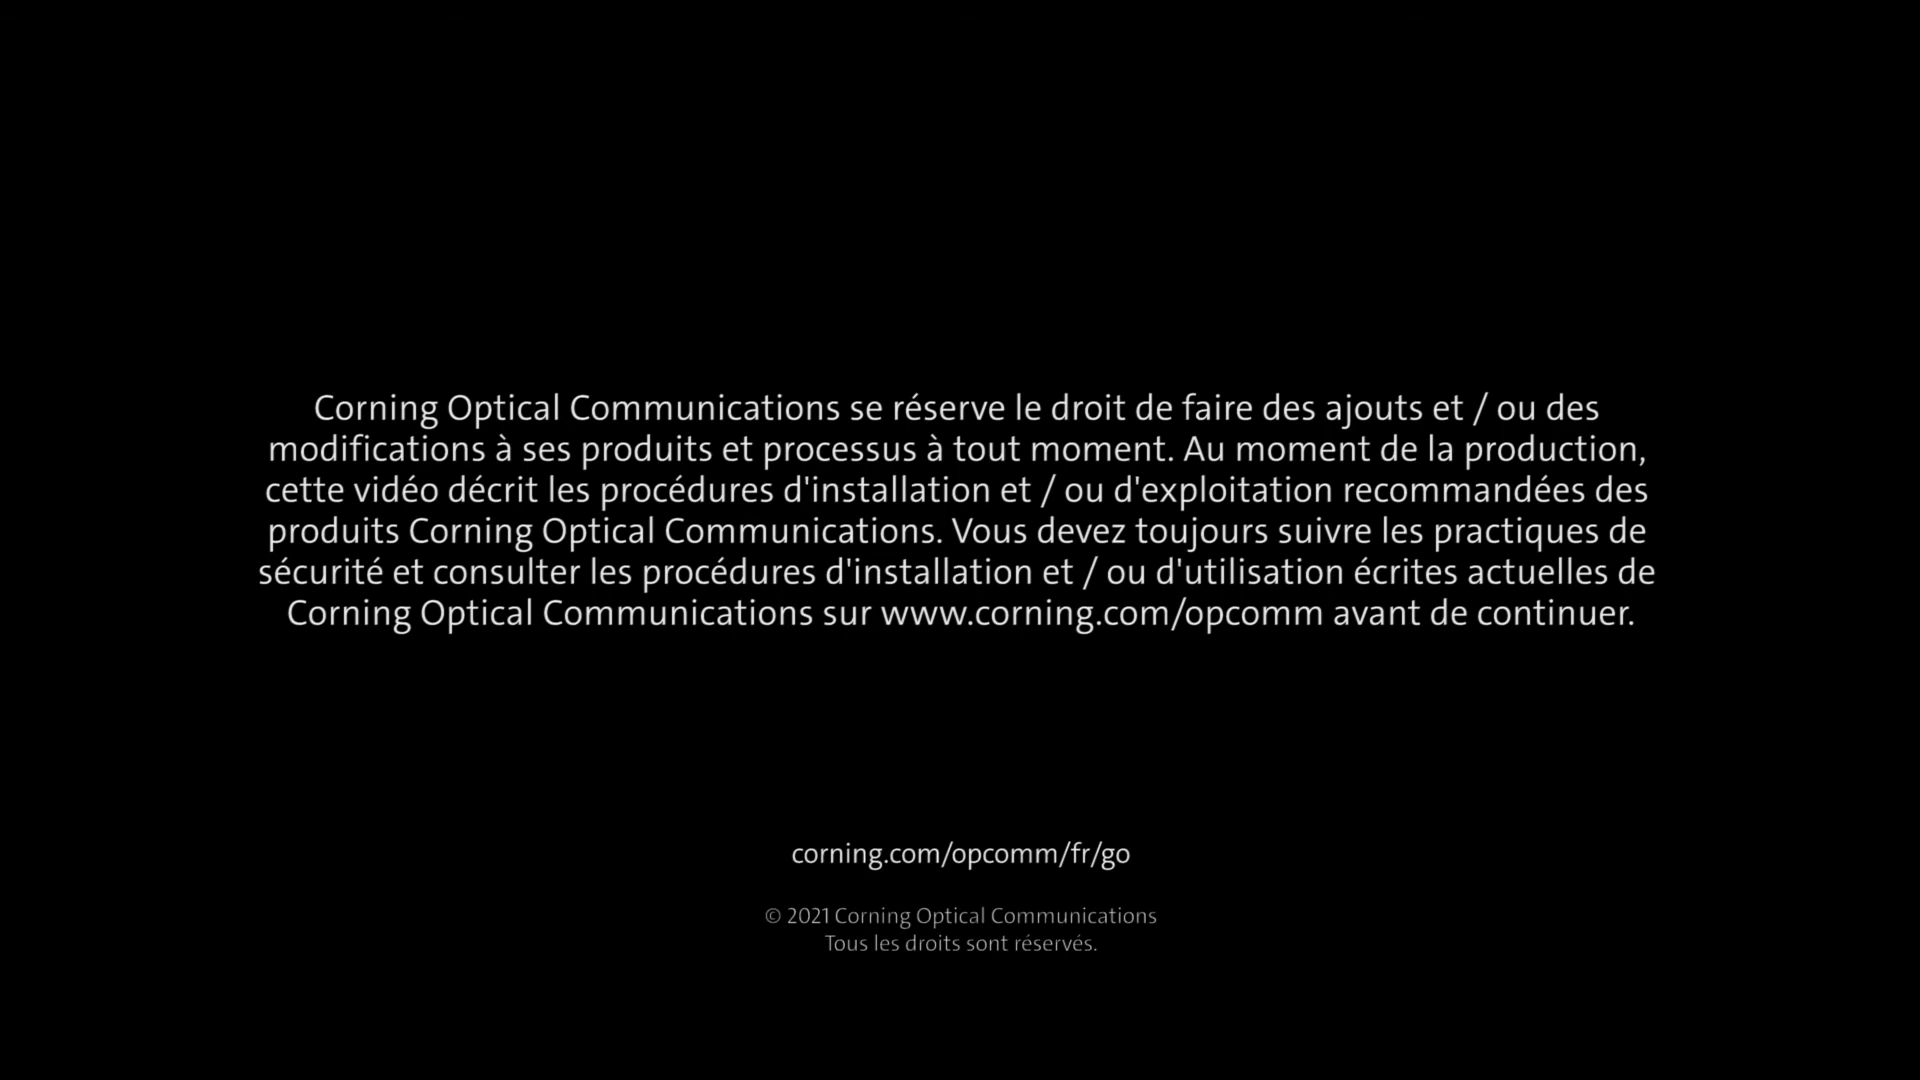 Corning Optical Communications se réserve le droit de faire des ajouts et / ou des
modifications à ses produits et processus à tout moment. Au moment de la production,
cette vidéo décrit les procédures d'installation et / ou d'exploitation recommandées des
produits Corning Optical Communications. Vous devez toujours suivre les practiques de
sécurité et consulter les procédures d'installation et / ou d'utilisation écrites actuelles de
Corning Optical Communications sur www.corning.com/opcomm avant de continuer.
corning.com/opcomm/fr/go
© 2021 Corning Optical Communications
Tous les droits sont réservés.